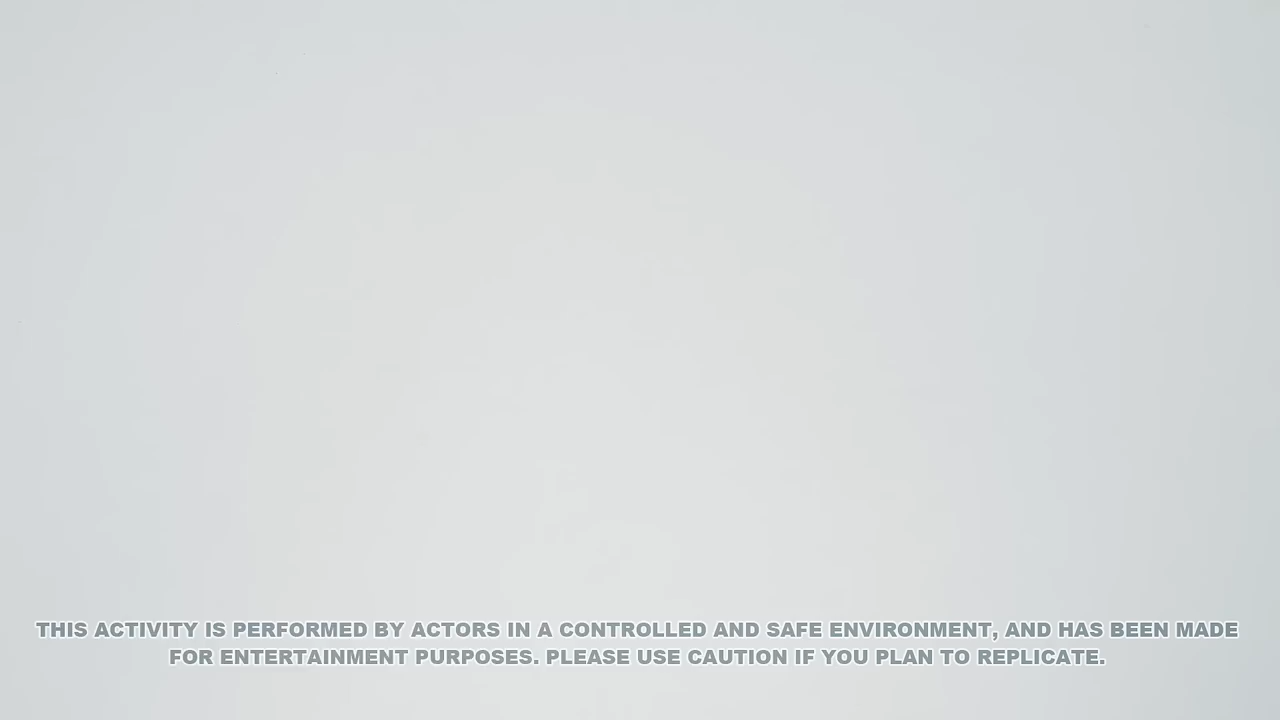 THIS ACTIVITY IS PERFORMED BY ACTORS IN A CONTROLLED AND SAFE ENVIRONMENT, AND HAS BEEN MADE
FOR ENTERTAINMENT PURPOSES. PLEASE USE CAUTION IF YOU PLAN TO REPLICATE.